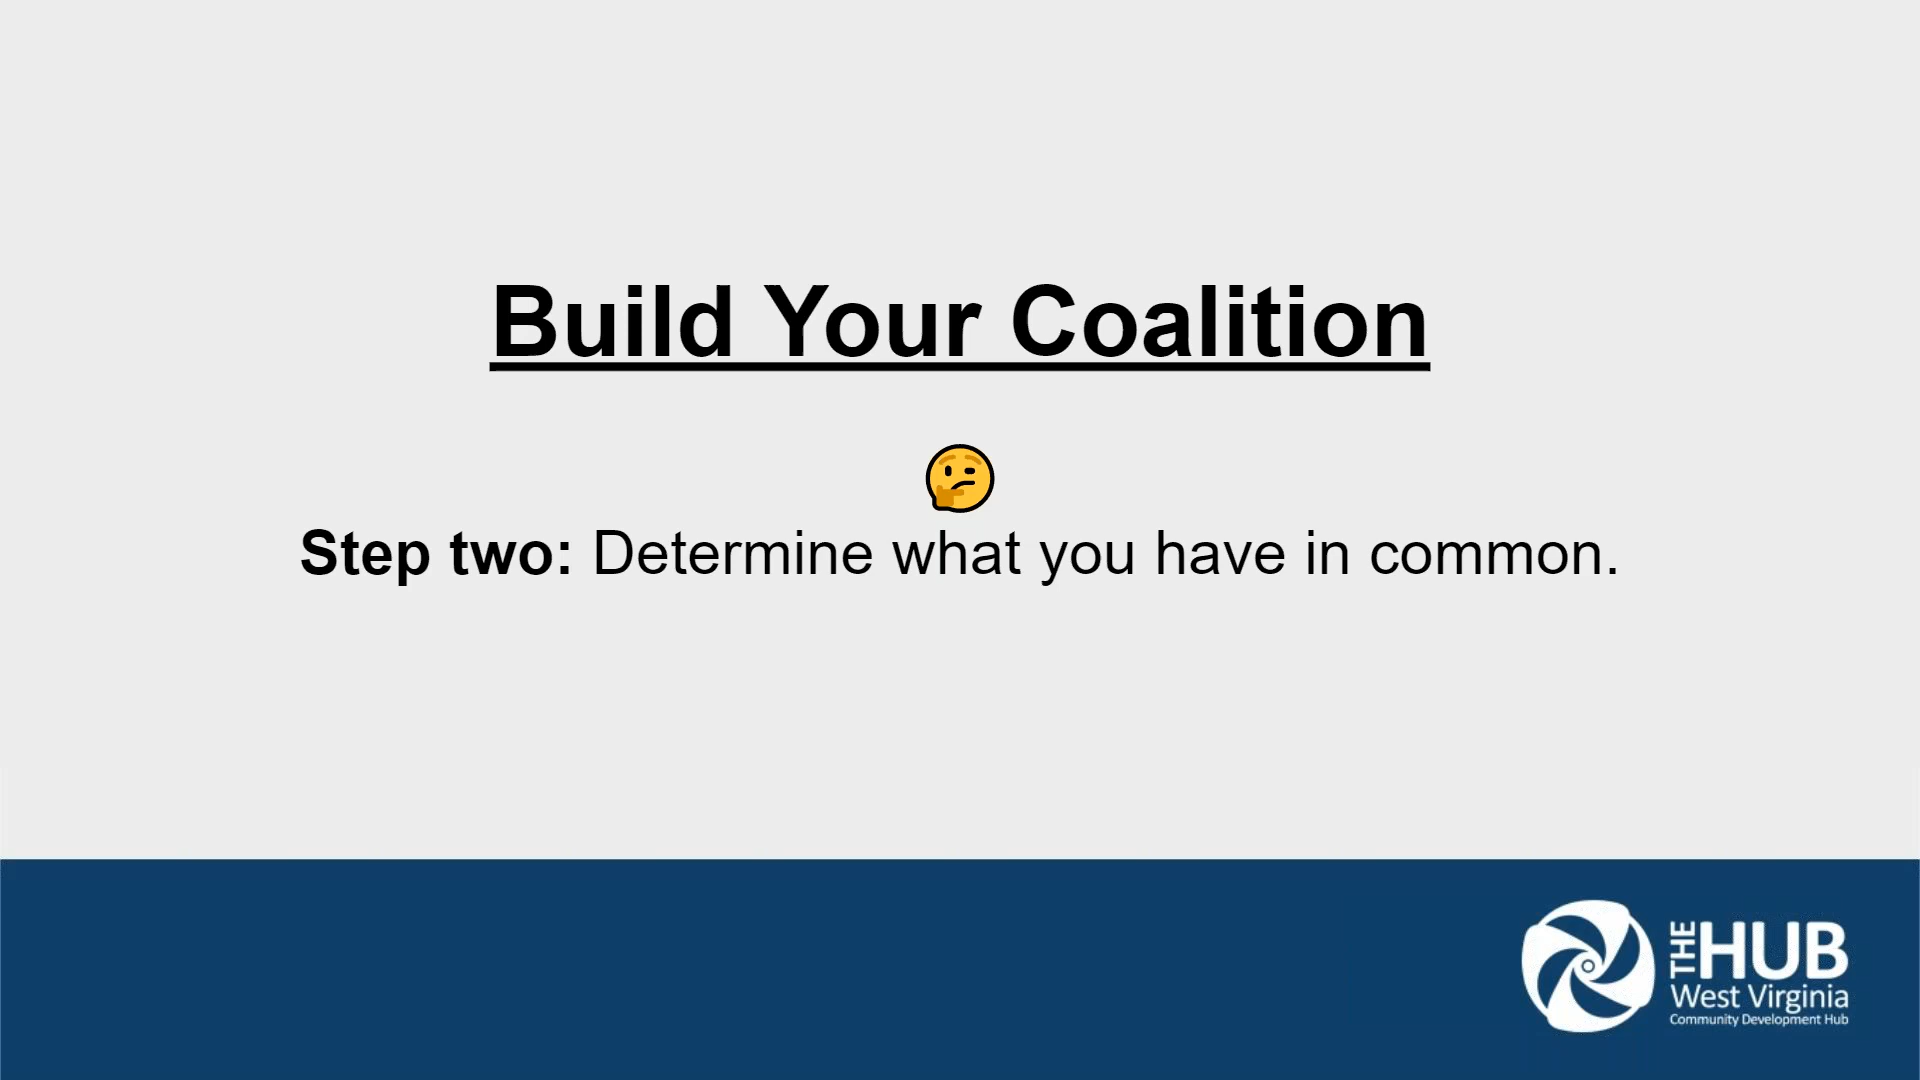 Build Your Coalition
🤔
Step two: Determine what you have in common.
THE HUB
West Virginia
Community Development Hub